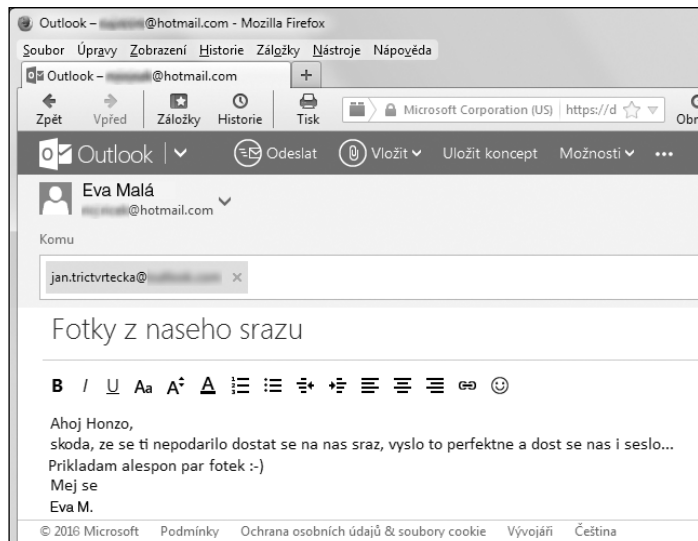 Outlook – @hotmail.com - Mozilla Firefox
Soubor Úpravy Zobrazení Historie Záložky Nástroje Nápověda
Outlook – @hotmail.com +
Zpět Vpřed Záložky Historie Tisk Microsoft Corporation (US) https://d
Outlook Odeslat Vložit Uložit koncept Možnosti
Eva Malá
@hotmail.com
Komu
jan.trictvrtecka@ ×
Fotky z naseho srazu
B I U Aa A A
Ahoj Honzo,
skoda, ze se ti nepodarilo dostat se na nas sraz, vyslo to perfektne a dost se nas i seslo...
Prikladam alespon par fotek :-)
Mej se
Eva M.
© 2016 Microsoft Podmínky Ochrana osobních údajů & soubory cookie Vývojáři Čeština